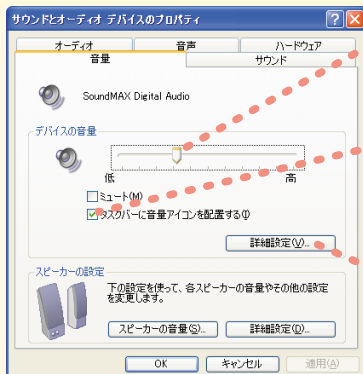 サウンドとオーディオ デバイスのプロパティ
オーディオ 音声 ハードウェア
音量 サウンド
SoundMAX Digital Audio
デバイスの音量
低 高
ミュート(M)
タスクバーに音量アイコンを配置する(I)
詳細設定(V)...
スピーカーの設定
下の設定を使って、各スピーカーの音量やその他の設定
を変更します。
スピーカーの音量(S)... 詳細設定(D)...
OK キャンセル 適用(A)